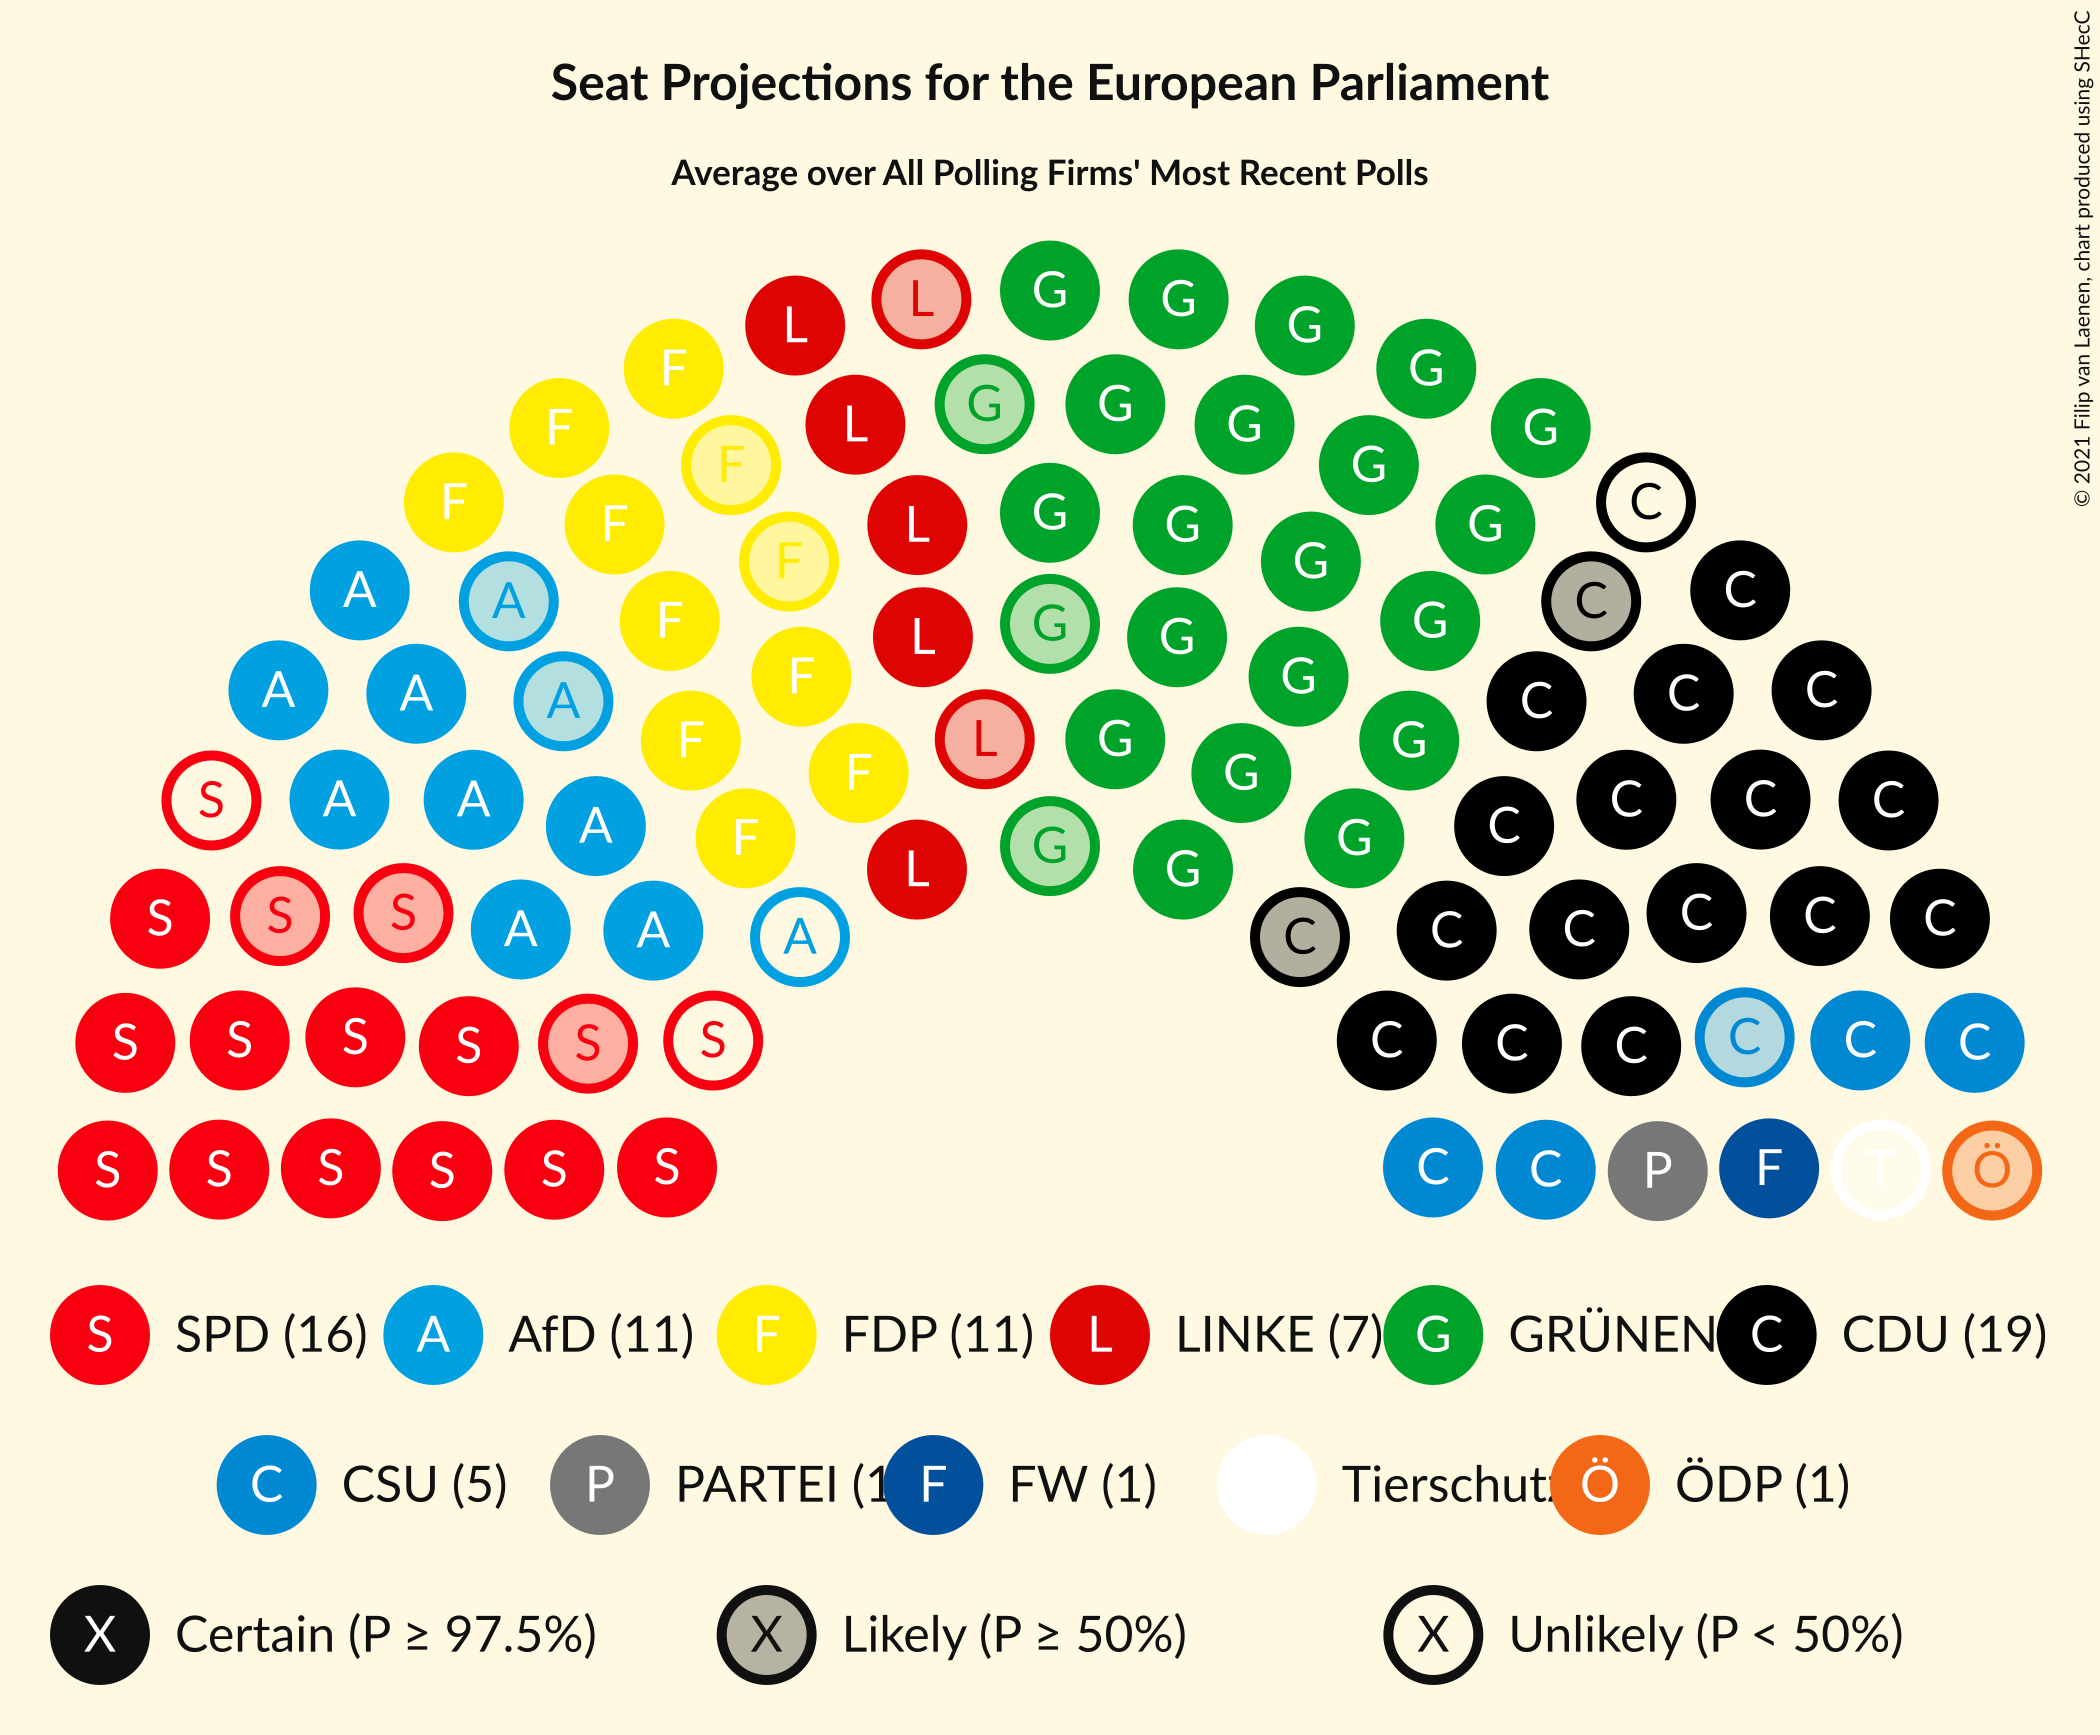 Seat Projections for the European Parliament
Average over All Polling Firms' Most Recent Polls
© 2021 Filip van Laenen, chart produced using SHecC
L G G G G
L G
F G
L G G G
F G
F G G
F C
F L G G G
F F G C
F G
A A C C
F L G G G
A F G C
A A F G C C C
F L G G
S A A F G C C C
A F G C
L G G
S S S A A A C C C C C C
S S S S S S C C C C C C
S S S S S S C C P F T Ö
S SPD (16) A AfD (11) F FDP (11) L LINKE (7) G GRÜNEN C CDU (19)
C CSU (5) P PARTEI (1 F FW (1) Tierschutz Ö ÖDP (1)
X Certain (P ≥ 97.5%) X Likely (P ≥ 50%) X Unlikely (P < 50%)